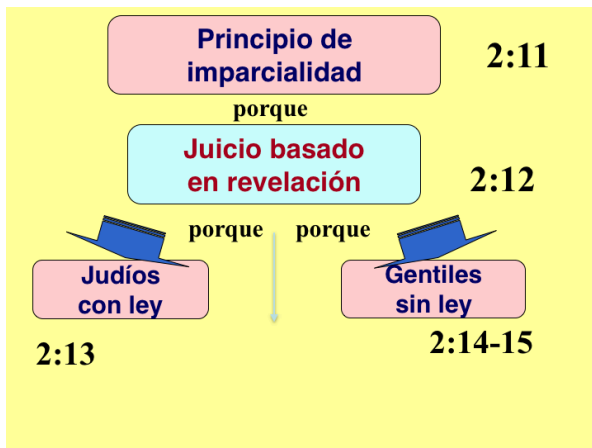 Principio de
imparcialidad
2:11
porque
Juicio basado
en revelación
2:12
porque
porque
Judíos
con ley
Gentiles
sin ley
2:13
2:14-15